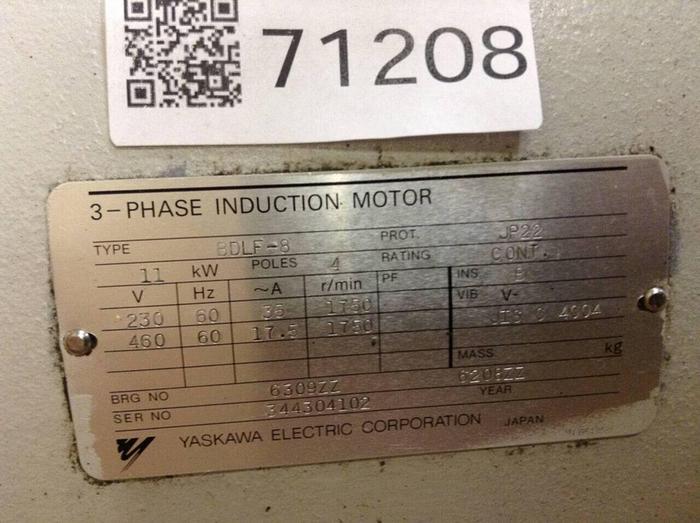 71208
3-PHASE INDUCTION MOTOR
TYPE BDLF-8 PROT. JP22
11 kW POLES 4 RATING CONT.
V Hz ~A r/min PF INS B
230 60 35 1750 VIB V-
460 60 17.5 1750 JIS C 4004
MASS kg
BRG NO 6309ZZ 6208ZZ
SER NO 344304102 YEAR
YASKAWA ELECTRIC CORPORATION JAPAN